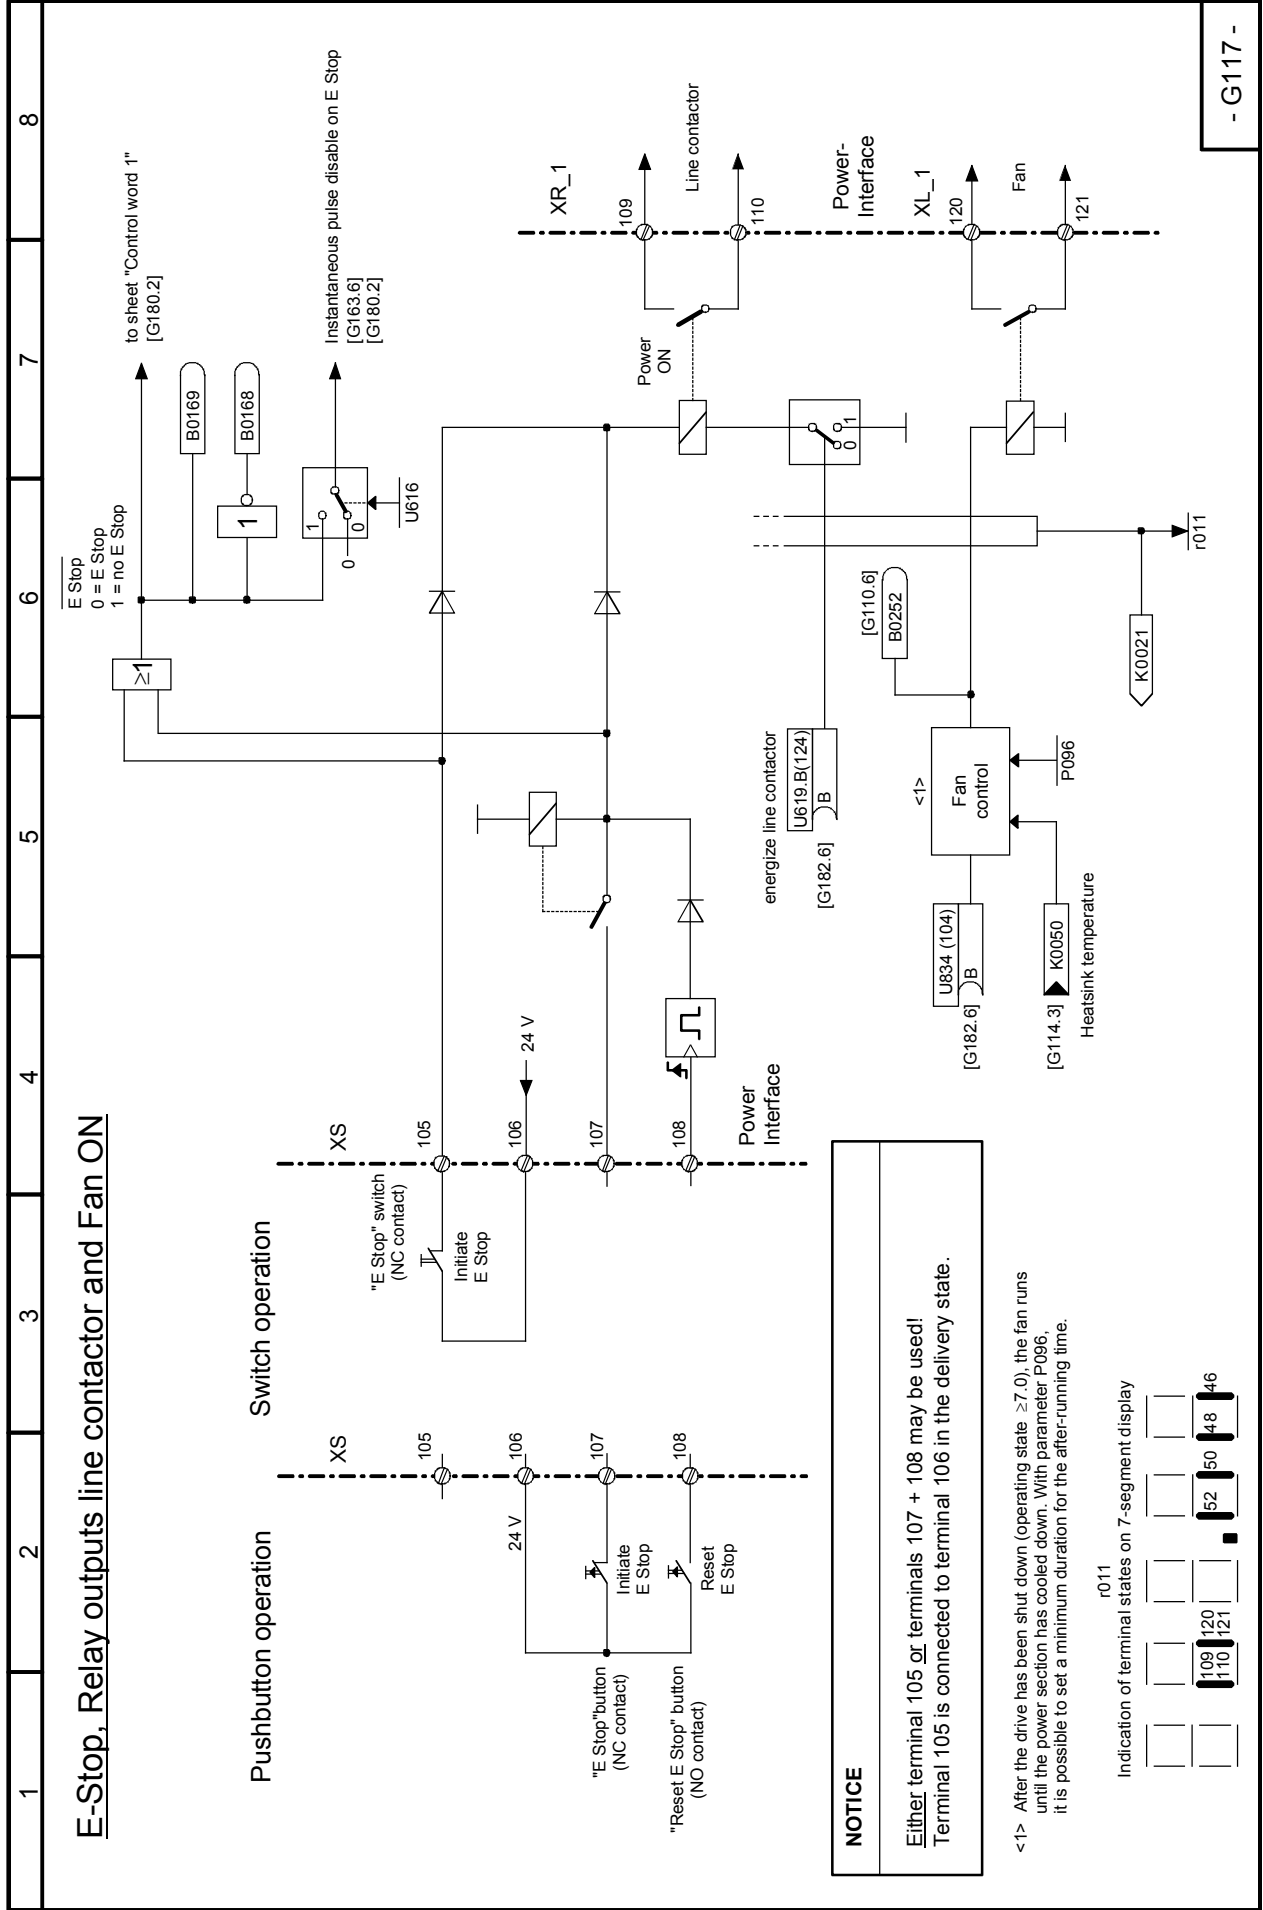 1 2 3 4 5 6 7 8
E-Stop, Relay outputs line contactor and Fan ON
Pushbutton operation
Switch operation
XS
105
106
107
108
24 V
Initiate
E Stop
Reset
E Stop
"E Stop"button
(NC contact)
"Reset E Stop" button
(NO contact)
XS
105
106
107
108
24 V
"E Stop" switch
(NC contact)
Initiate
E Stop
Power
Interface
≥1
E Stop
0 = E Stop
1 = no E Stop
to sheet "Control word 1"
[G180.2]
B0169
1
B0168
1
0
0
U616
Instantaneous pulse disable on E Stop
[G163.6]
[G180.2]
Power
ON
XR_1
109
110
Line contactor
Power-
Interface
XL_1
120
121
Fan
0
1
energize line contactor
U619.B(124)
B
[G182.6]
[G110.6]
B0252
<1>
Fan
control
P096
U834 (104)
B
[G182.6]
[G114.3]
K0050
Heatsink temperature
K0021
r011
NOTICE
Either terminal 105 or terminals 107 + 108 may be used!
Terminal 105 is connected to terminal 106 in the delivery state.
<1> After the drive has been shut down (operating state ≥7.0), the fan runs
until the power section has cooled down. With parameter P096,
it is possible to set a minimum duration for the after-running time.
r011
Indication of terminal states on 7-segment display
109 120
110 121
52 50 48 46
- G117 -